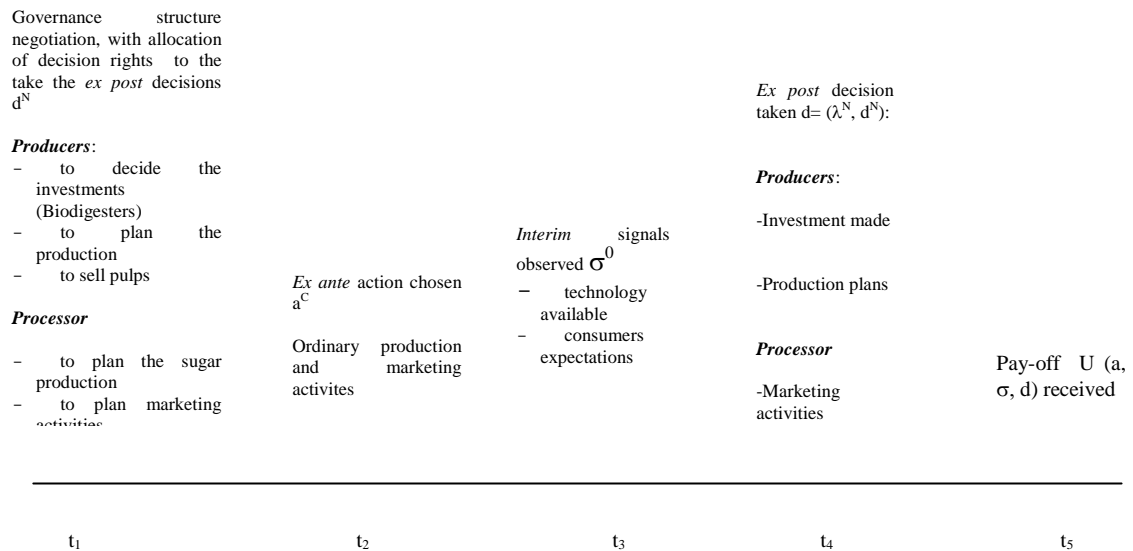 Governance structure
negotiation, with allocation
of decision rights to the
take the ex post decisions
d^N
Producers:
- to decide the
investments
(Biodigesters)
- to plan the
production
- to sell pulps
Processor
- to plan the sugar
production
- to plan marketing
activities
Ex ante action chosen
a^C
Ordinary production
and marketing
activites
Interim signals
observed σ^0
- technology
available
- consumers
expectations
Ex post decision
taken d= (λ^N, d^N):
Producers:
-Investment made
-Production plans
Processor
-Marketing
activities
Pay-off U (a,
σ, d) received
t₁ t₂ t₃ t₄ t₅